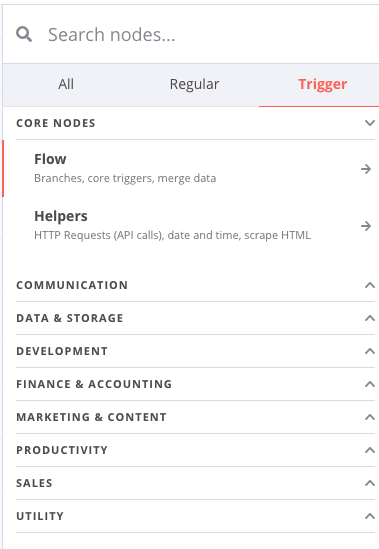 Search nodes...
All Regular Trigger
CORE NODES
Flow
Branches, core triggers, merge data
Helpers
HTTP Requests (API calls), date and time, scrape HTML
COMMUNICATION
DATA & STORAGE
DEVELOPMENT
FINANCE & ACCOUNTING
MARKETING & CONTENT
PRODUCTIVITY
SALES
UTILITY